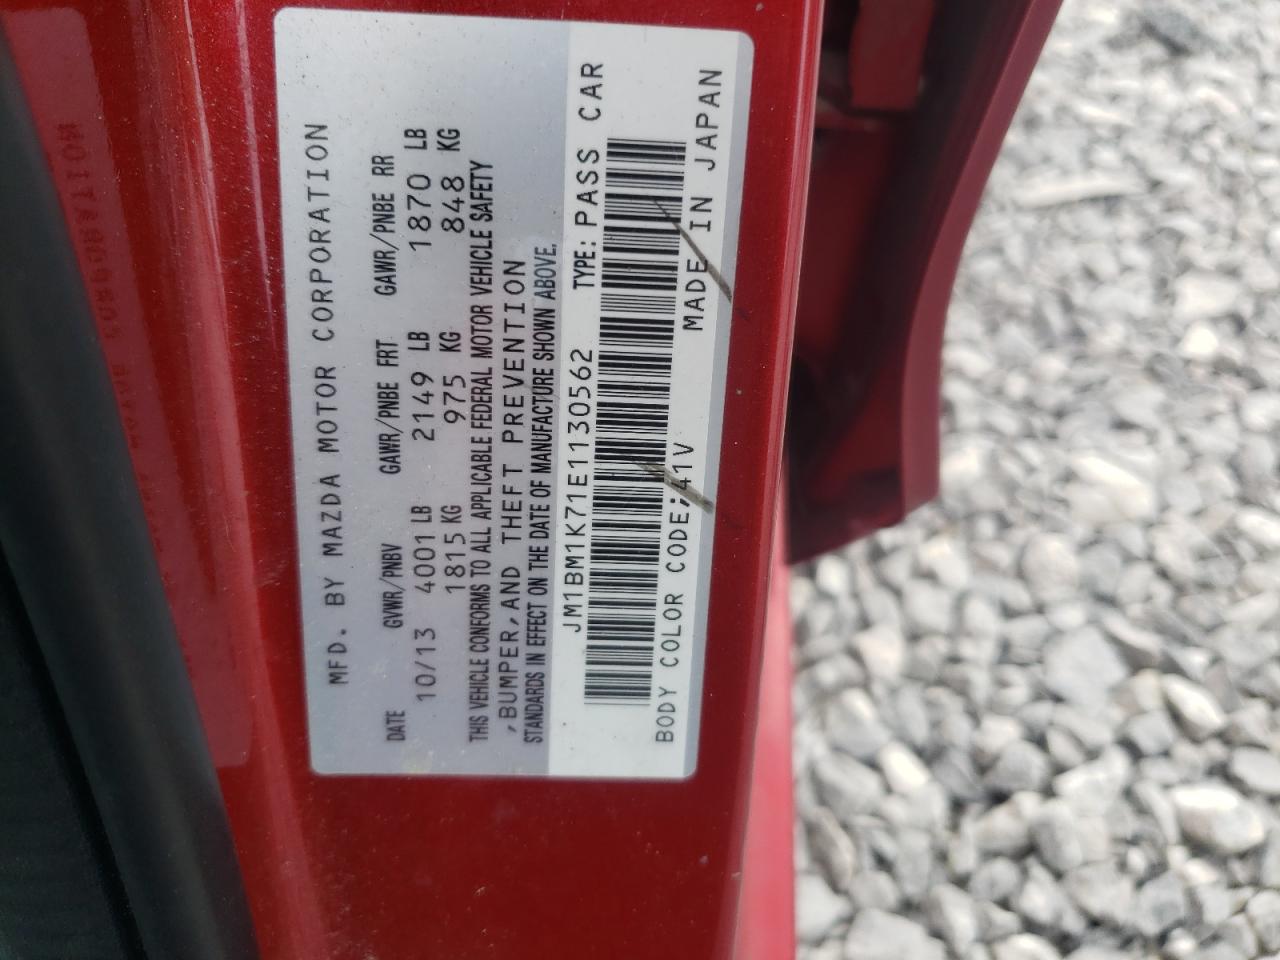 MFD. BY MAZDA MOTOR CORPORATION
DATE GVWR/PNBV GAWR/PNBE FRT. GAWR/PNBE RR
10/13 4001 LB 2149 LB 1870 LB
1815 KG 975 KG 848 KG
THIS VEHICLE CONFORMS TO ALL APPLICABLE FEDERAL MOTOR VEHICLE SAFETY
,BUMPER,AND THEFT PREVENTION
STANDARDS IN EFFECT ON THE DATE OF MANUFACTURE SHOWN ABOVE.
JM1BM1K71E1130562 TYPE: PASS CAR
BODY COLOR CODE; 41V MADE IN JAPAN